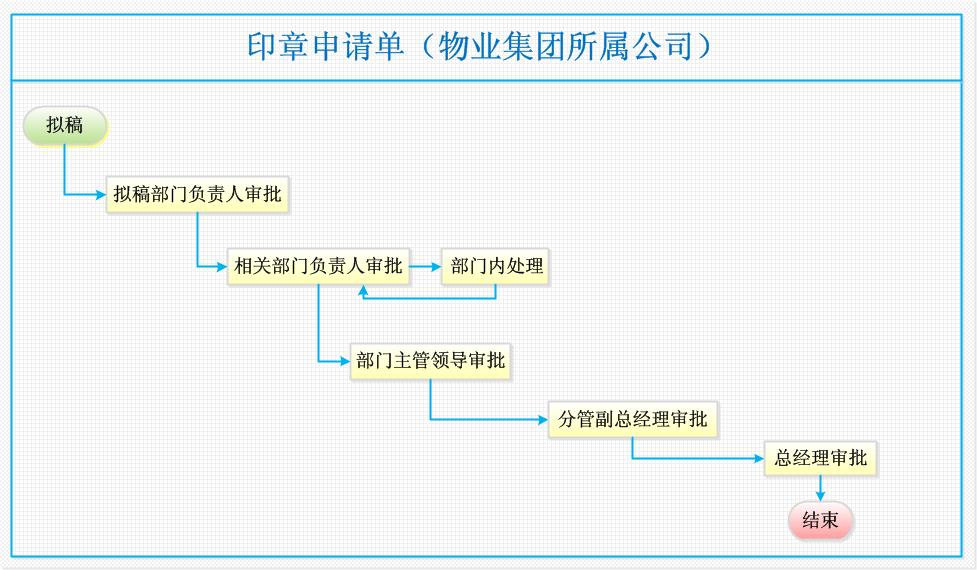 印章申请单（物业集团所属公司）
拟稿
拟稿部门负责人审批
相关部门负责人审批
部门内处理
部门主管领导审批
分管副总经理审批
总经理审批
结束